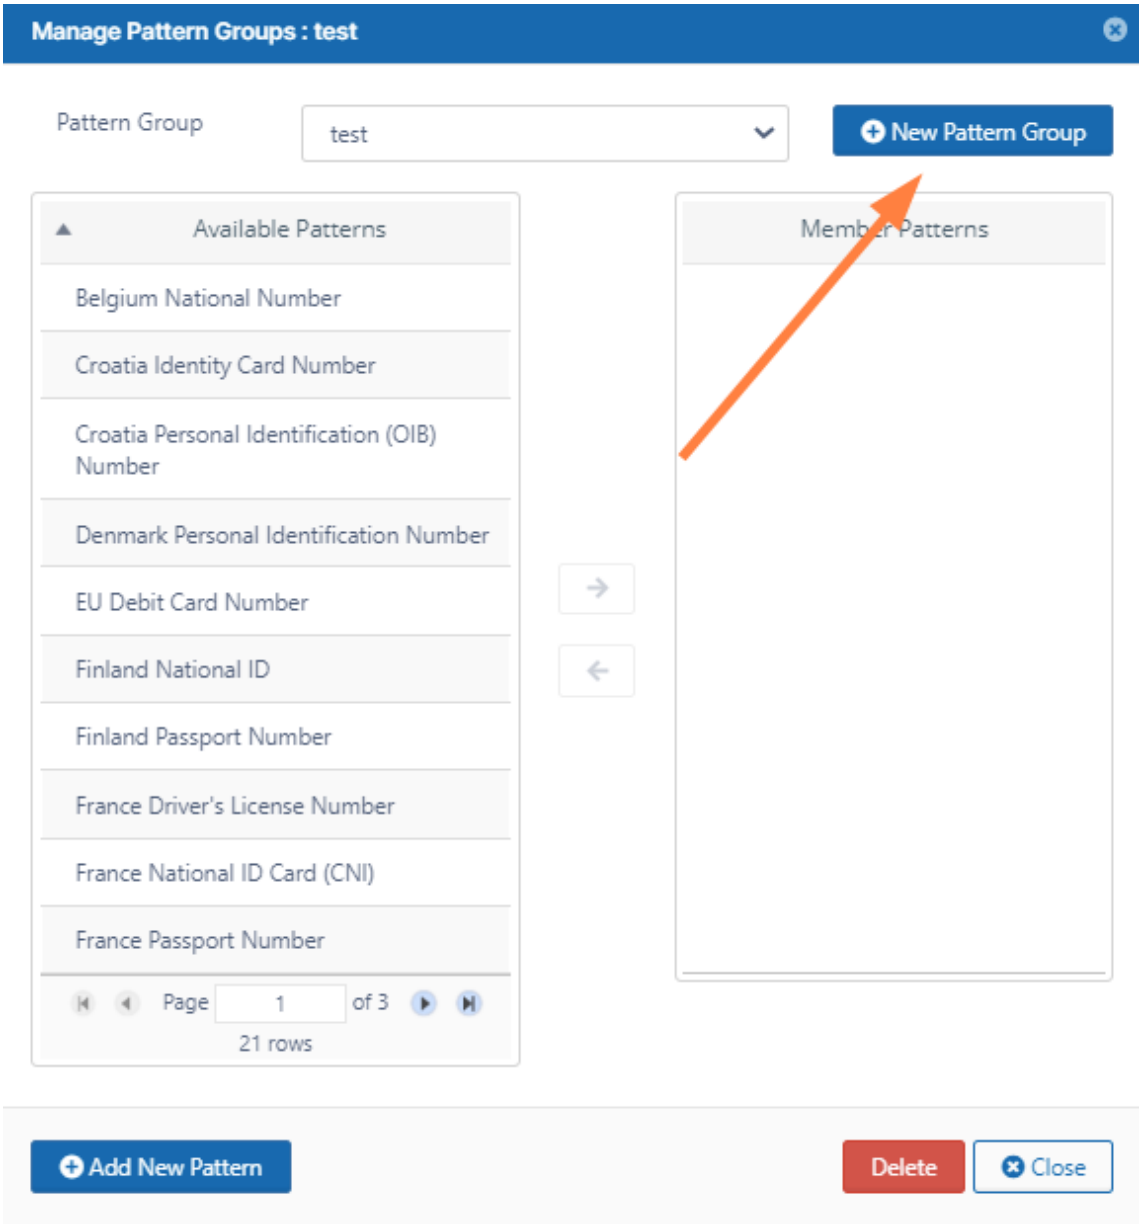 Manage Pattern Groups : test
Pattern Group
test
New Pattern Group
Available Patterns
Belgium National Number
Croatia Identity Card Number
Croatia Personal Identification (OIB)
Number
Denmark Personal Identification Number
EU Debit Card Number
Finland National ID
Finland Passport Number
France Driver's License Number
France National ID Card (CNI)
France Passport Number
Page 1 of 3
21 rows
Member Patterns
Add New Pattern
Delete
Close